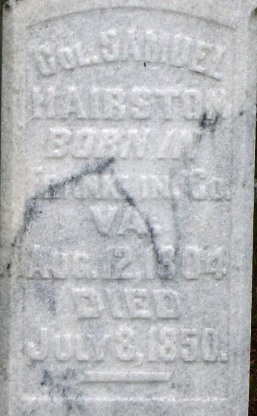 COL. SAMUEL
HAIRSTON
BORN IN
FRANKLIN, CO.
VA.
AUG. 12, 1804
DIED
JULY 8, 1850.